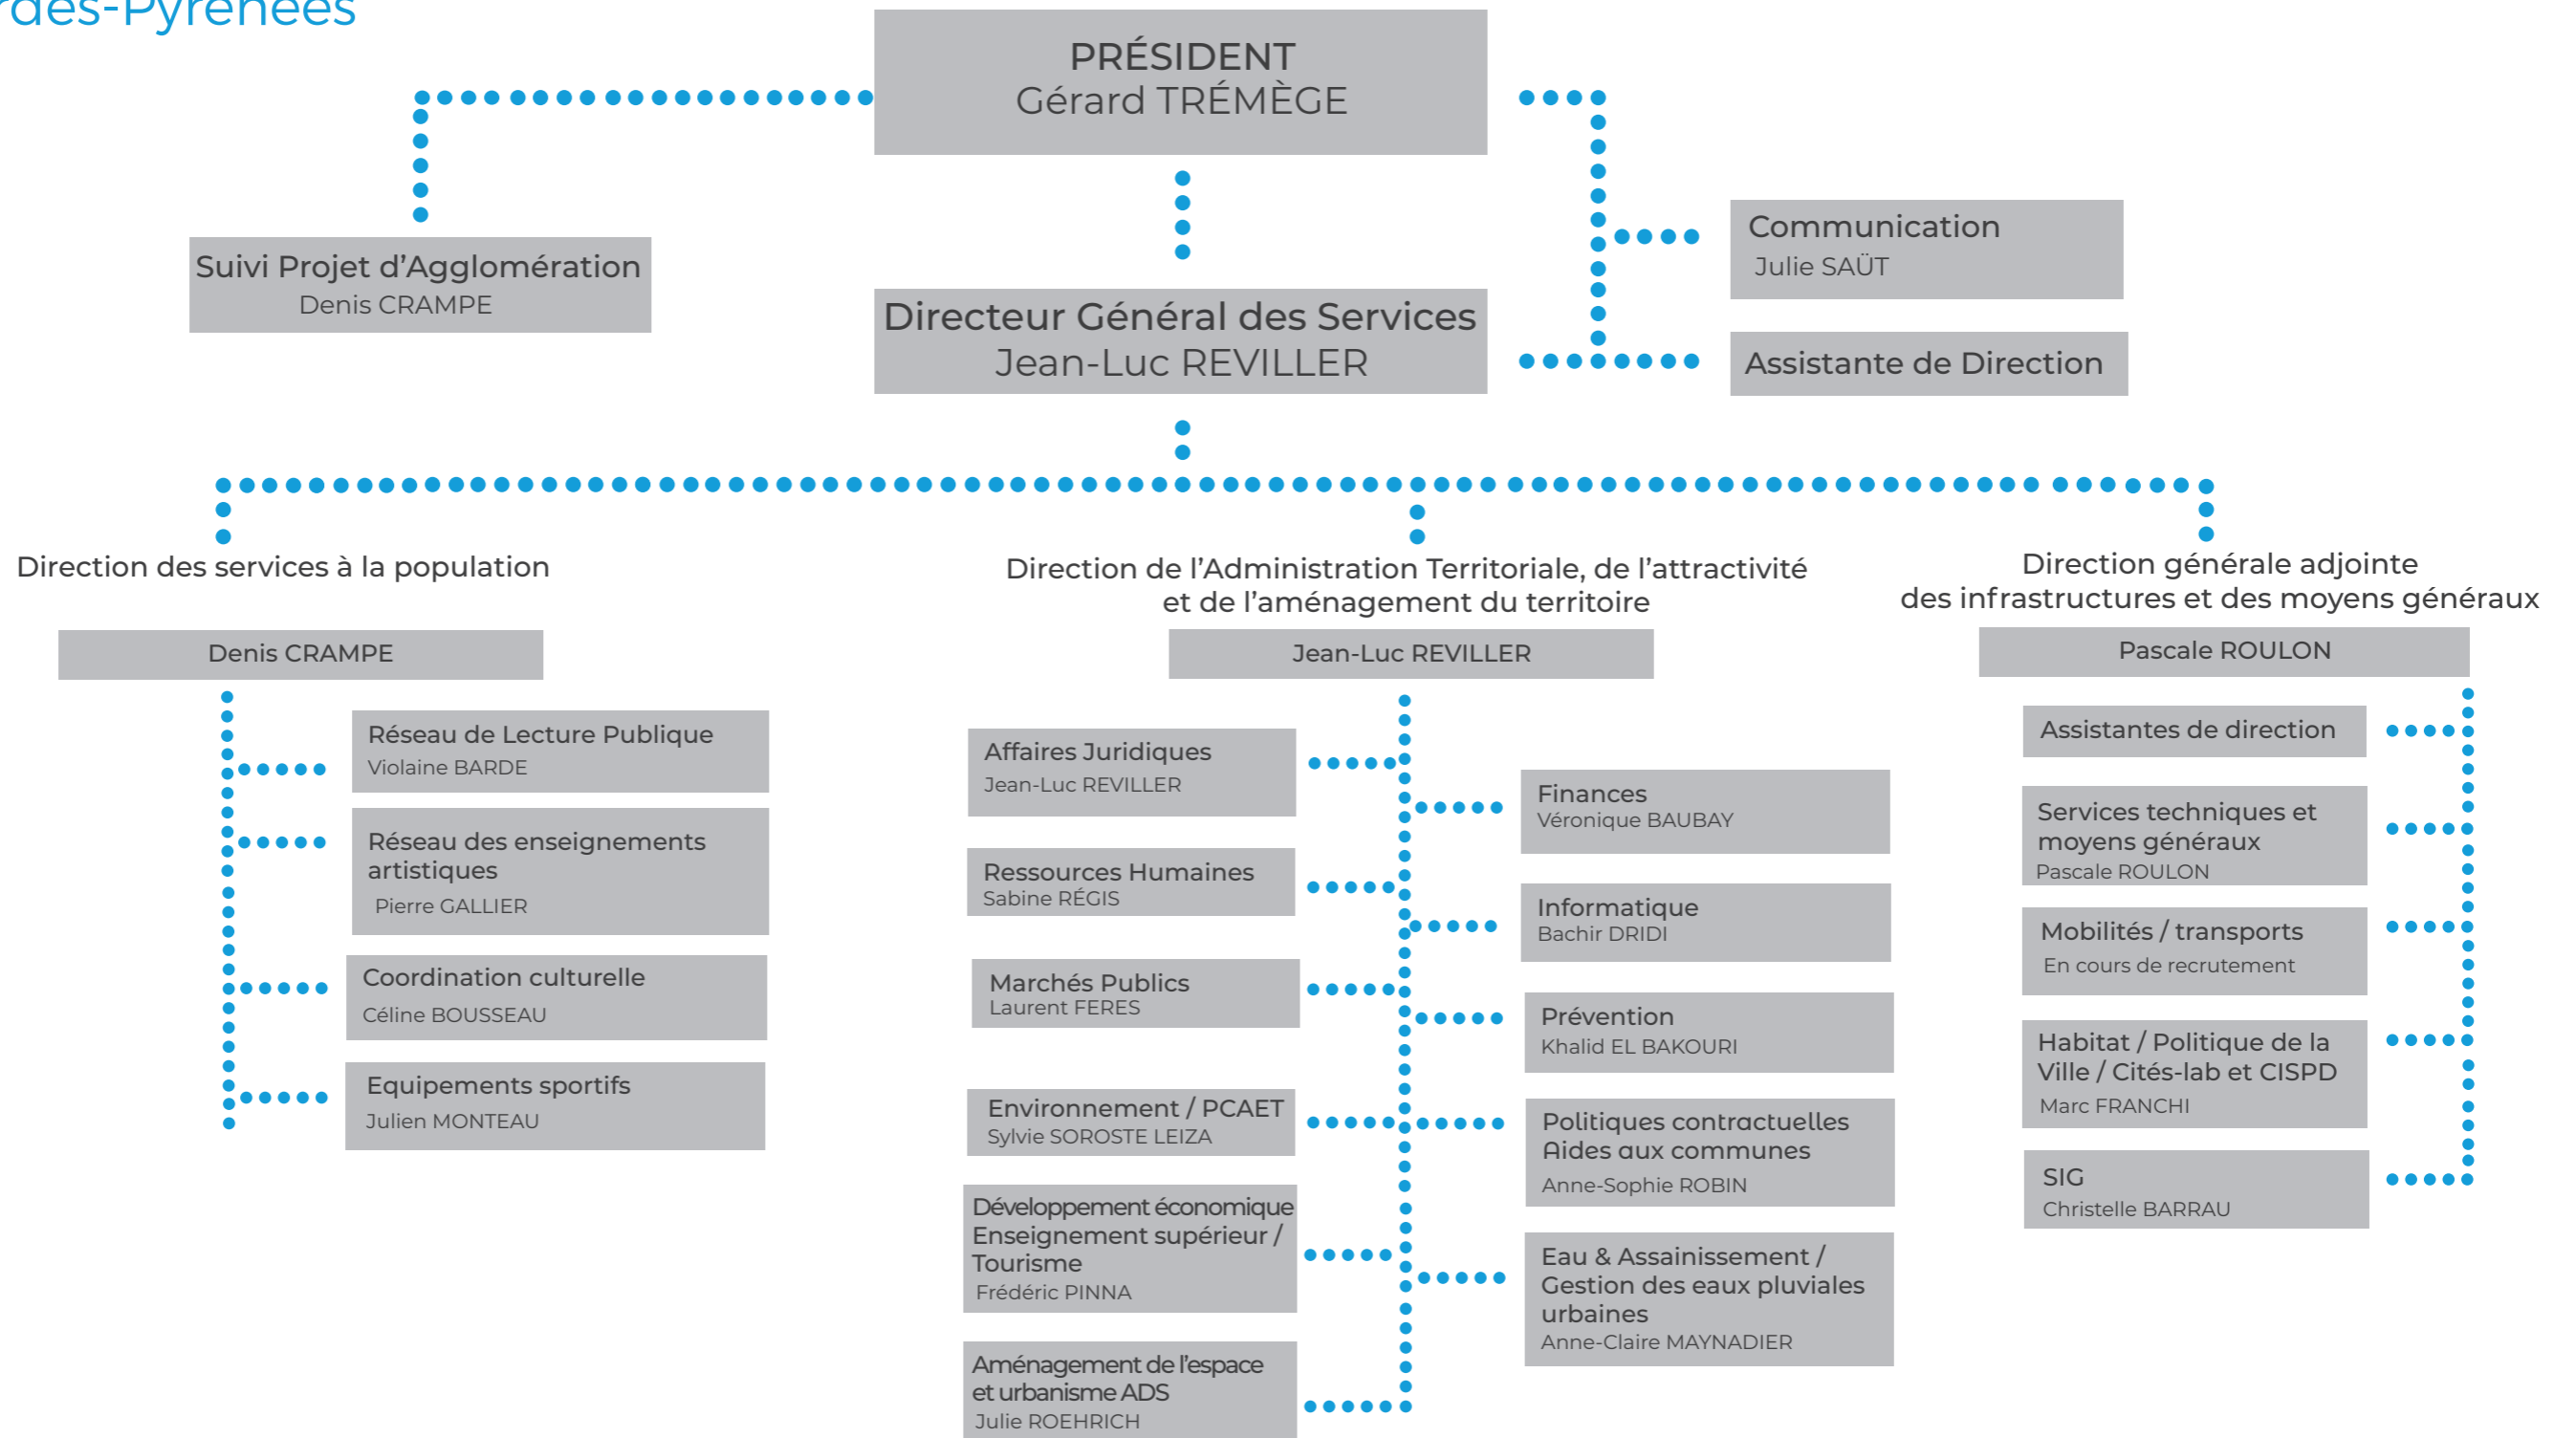 rdes-Pyrénées
PRÉSIDENT
Gérard TRÉMÈGE
Suivi Projet d'Agglomération
Denis CRAMPE
Communication
Julie SAÜT
Directeur Général des Services
Jean-Luc REVILLER
Assistante de Direction
Direction des services à la population
Denis CRAMPE
Réseau de Lecture Publique
Violaine BARDE
Réseau des enseignements
artistiques
Pierre GALLIER
Coordination culturelle
Céline BOUSSEAU
Equipements sportifs
Julien MONTEAU
Direction de l'Administration Territoriale, de l'attractivité
et de l'aménagement du territoire
Jean-Luc REVILLER
Affaires Juridiques
Jean-Luc REVILLER
Ressources Humaines
Sabine RÉGIS
Marchés Publics
Laurent FERES
Environnement / PCAET
Sylvie SOROSTE LEIZA
Développement économique
Enseignement supérieur /
Tourisme
Frédéric PINNA
Aménagement de l'espace
et urbanisme ADS
Julie ROEHRICH
Finances
Véronique BAUBAY
Informatique
Bachir DRIDI
Prévention
Khalid EL BAKOURI
Politiques contractuelles
Aides aux communes
Anne-Sophie ROBIN
Eau & Assainissement /
Gestion des eaux pluviales
urbaines
Anne-Claire MAYNADIER
Direction générale adjointe
des infrastructures et des moyens généraux
Pascale ROULON
Assistantes de direction
Services techniques et
moyens généraux
Pascale ROULON
Mobilités / transports
En cours de recrutement
Habitat / Politique de la
Ville / Cités-lab et CISPD
Marc FRANCHI
SIG
Christelle BARRAU